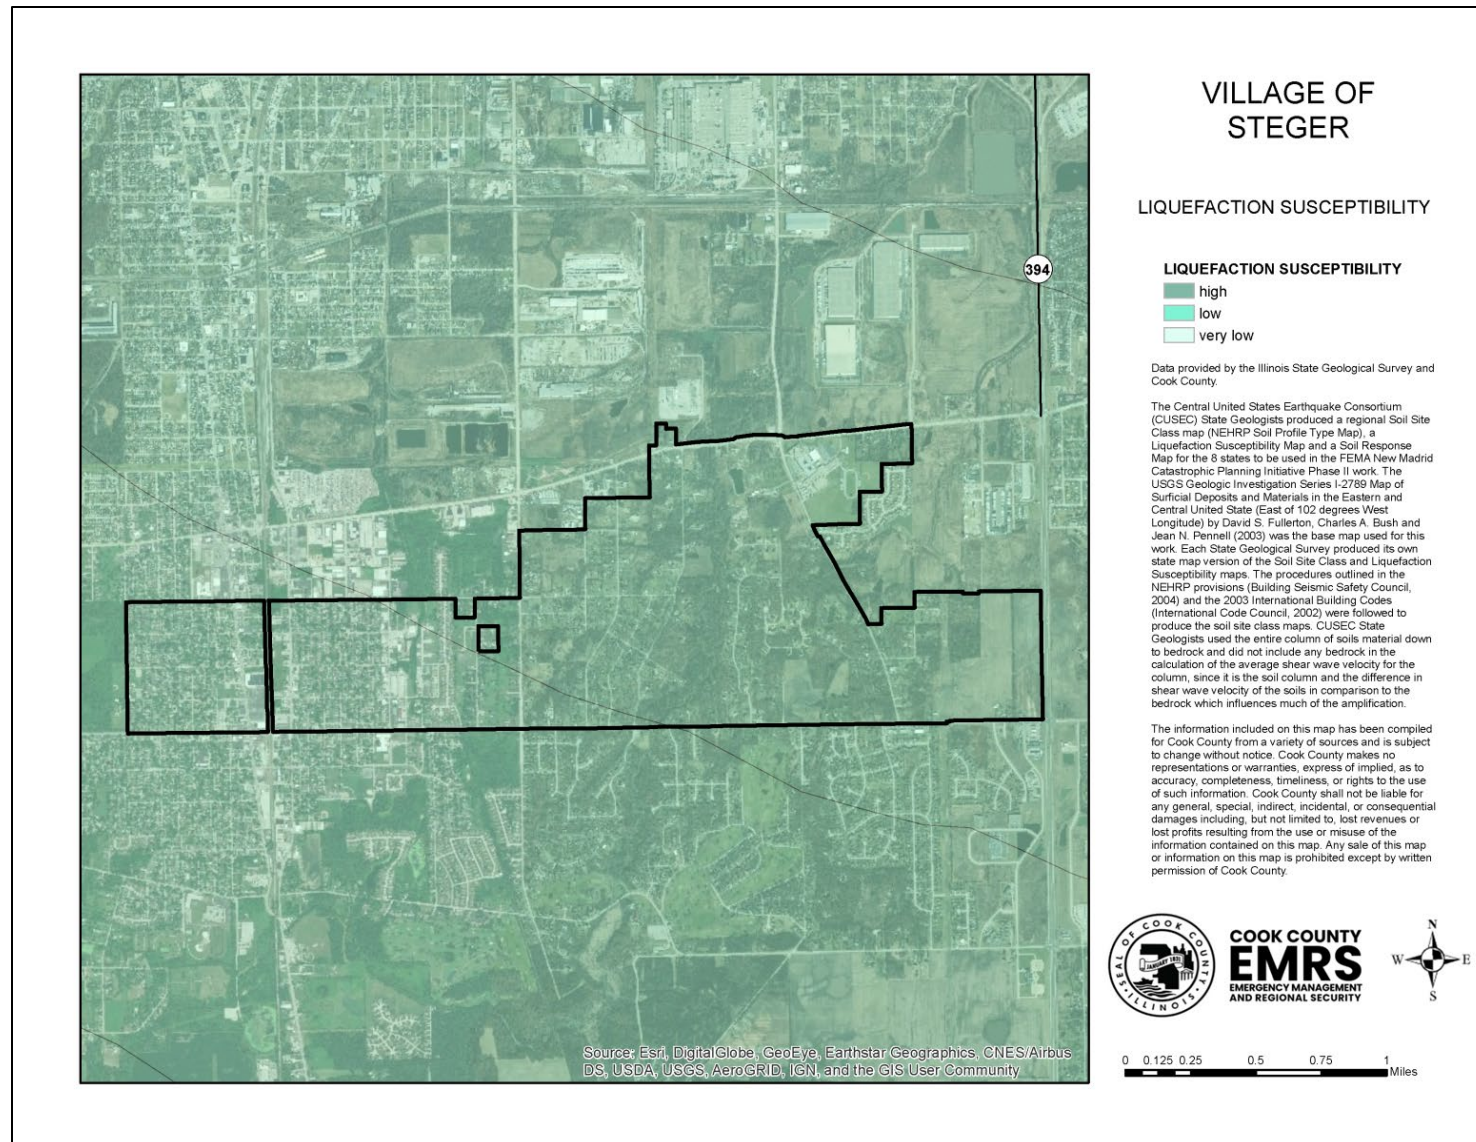 VILLAGE OF
STEGER
LIQUEFACTION SUSCEPTIBILITY
LIQUEFACTION SUSCEPTIBILITY
high
low
very low
Data provided by the Illinois State Geological Survey and
Cook County.
The Central United States Earthquake Consortium
(CUSEC) State Geologists produced a regional Soil Site
Class map (NEHRP Soil Profile Type Map), a
Liquefaction Susceptibility Map and a Soil Response
Map for the 8 states to be used in the FEMA New Madrid
Catastrophic Planning Initiative Phase II work. The
USGS Geologic Investigation Series I-2789 Map of
Surficial Deposits and Materials in the Eastern and
Central United State (East of 102 degrees West
Longitude) by David S. Fullerton, Charles A. Bush and
Jean N. Pennell (2003) was the base map used for this
work. Each State Geological Survey produced its own
state map version of the Soil Site Class and Liquefaction
Susceptibility maps. The procedures outlined in the
NEHRP provisions (Building Seismic Safety Council,
2004) and the 2003 International Building Codes
(International Code Council, 2002) were followed to
produce the soil site class maps. CUSEC State
Geologists used the entire column of soils material down
to bedrock and did not include any bedrock in the
calculation of the average shear wave velocity for the
column, since it is the soil column and the difference in
shear wave velocity of the soils in comparison to the
bedrock which influences much of the amplification.
The information included on this map has been compiled
for Cook County from a variety of sources and is subject
to change without notice. Cook County makes no
representations or warranties, express of implied, as to
accuracy, completeness, timeliness, or rights to the use
of such information. Cook County shall not be liable for
any general, special, indirect, incidental, or consequential
damages including, but not limited to, lost revenues or
lost profits resulting from the use or misuse of the
information contained on this map. Any sale of this map
or information on this map is prohibited except by written
permission of Cook County.
394
Source: Esri, DigitalGlobe, GeoEye, Earthstar Geographics, CNES/Airbus
DS, USDA, USGS, AeroGRID, IGN, and the GIS User Community
SEAL OF COOK COUNTY
JANUARY 1831
ILLINOIS
COOK COUNTY
EMRS
EMERGENCY MANAGEMENT
AND REGIONAL SECURITY
N
W E
S
0 0.125 0.25 0.5 0.75 1
Miles